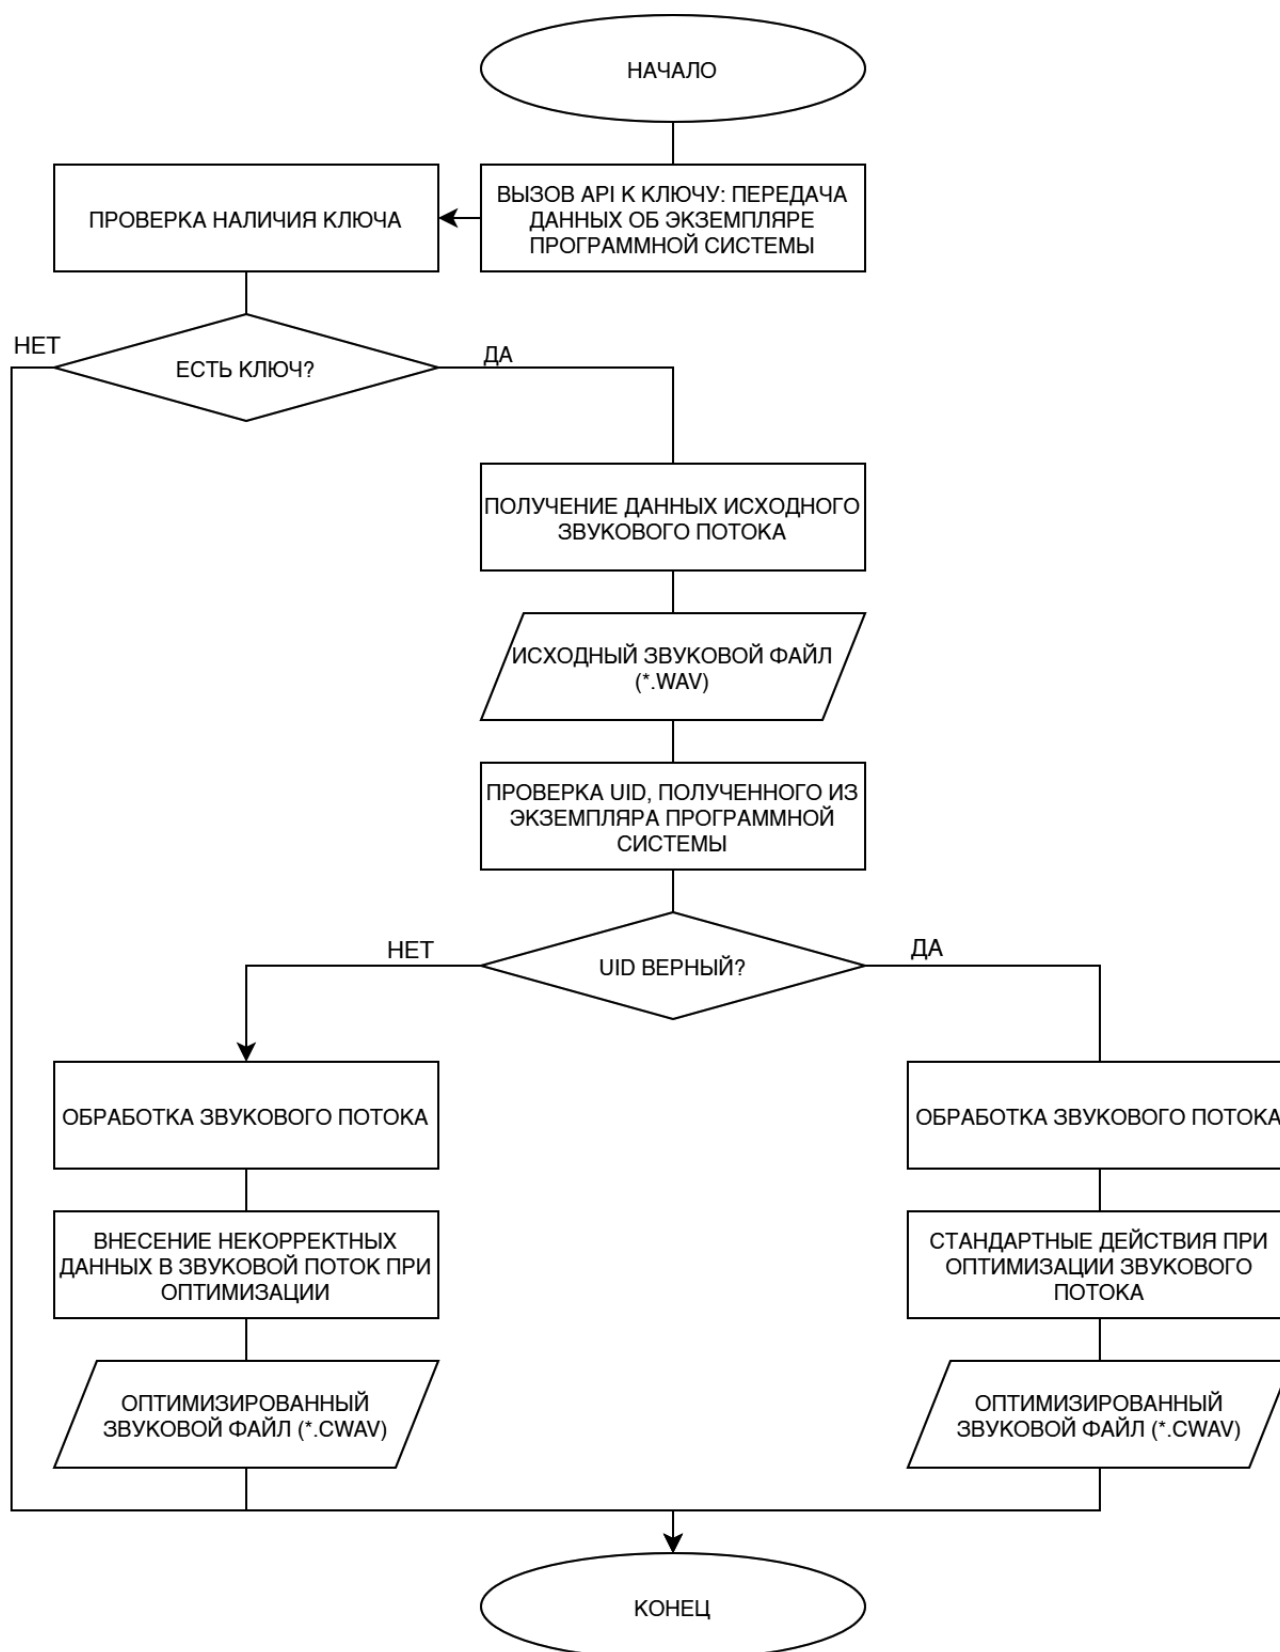 НАЧАЛО
ВЫЗОВ API К КЛЮЧУ: ПЕРЕДАЧА
ДАННЫХ ОБ ЭКЗЕМПЛЯРЕ
ПРОГРАММНОЙ СИСТЕМЫ
ПРОВЕРКА НАЛИЧИЯ КЛЮЧА
ЕСТЬ КЛЮЧ?
НЕТ
ДА
ПОЛУЧЕНИЕ ДАННЫХ ИСХОДНОГО
ЗВУКОВОГО ПОТОКА
ИСХОДНЫЙ ЗВУКОВОЙ ФАЙЛ
(*.WAV)
ПРОВЕРКА UID, ПОЛУЧЕННОГО ИЗ
ЭКЗЕМПЛЯРА ПРОГРАММНОЙ
СИСТЕМЫ
UID ВЕРНЫЙ?
НЕТ
ДА
ОБРАБОТКА ЗВУКОВОГО ПОТОКА
ВНЕСЕНИЕ НЕКОРРЕКТНЫХ
ДАННЫХ В ЗВУКОВОЙ ПОТОК ПРИ
ОПТИМИЗАЦИИ
ОПТИМИЗИРОВАННЫЙ
ЗВУКОВОЙ ФАЙЛ (*.CWAV)
ОБРАБОТКА ЗВУКОВОГО ПОТОКА
СТАНДАРТНЫЕ ДЕЙСТВИЯ ПРИ
ОПТИМИЗАЦИИ ЗВУКОВОГО
ПОТОКА
ОПТИМИЗИРОВАННЫЙ
ЗВУКОВОЙ ФАЙЛ (*.CWAV)
КОНЕЦ